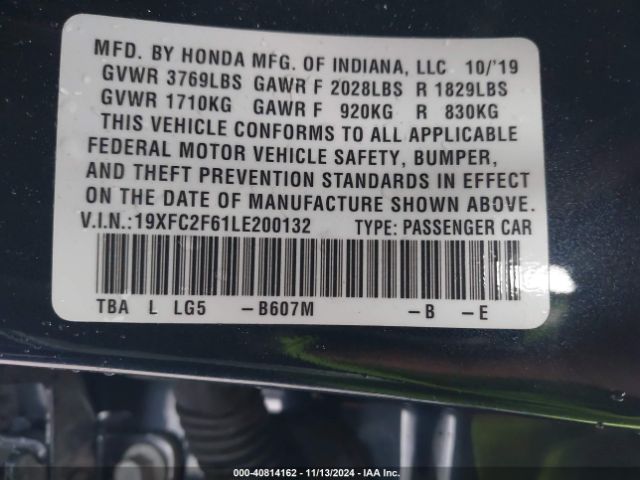 MFD. BY HONDA MFG. OF INDIANA, LLC 10/'19
GVWR 3769LBS GAWR F 2028LBS R 1829LBS
GVWR 1710KG GAWR F 920KG R 830KG
THIS VEHICLE CONFORMS TO ALL APPLICABLE
FEDERAL MOTOR VEHICLE SAFETY, BUMPER,
AND THEFT PREVENTION STANDARDS IN EFFECT
ON THE DATE OF MANUFACTURE SHOWN ABOVE.
V.I.N.:19XFC2F61LE200132 TYPE: PASSENGER CAR
TBA L LG5 -B607M -B -E
000-40814162 - 11/13/2024 - IAA Inc.